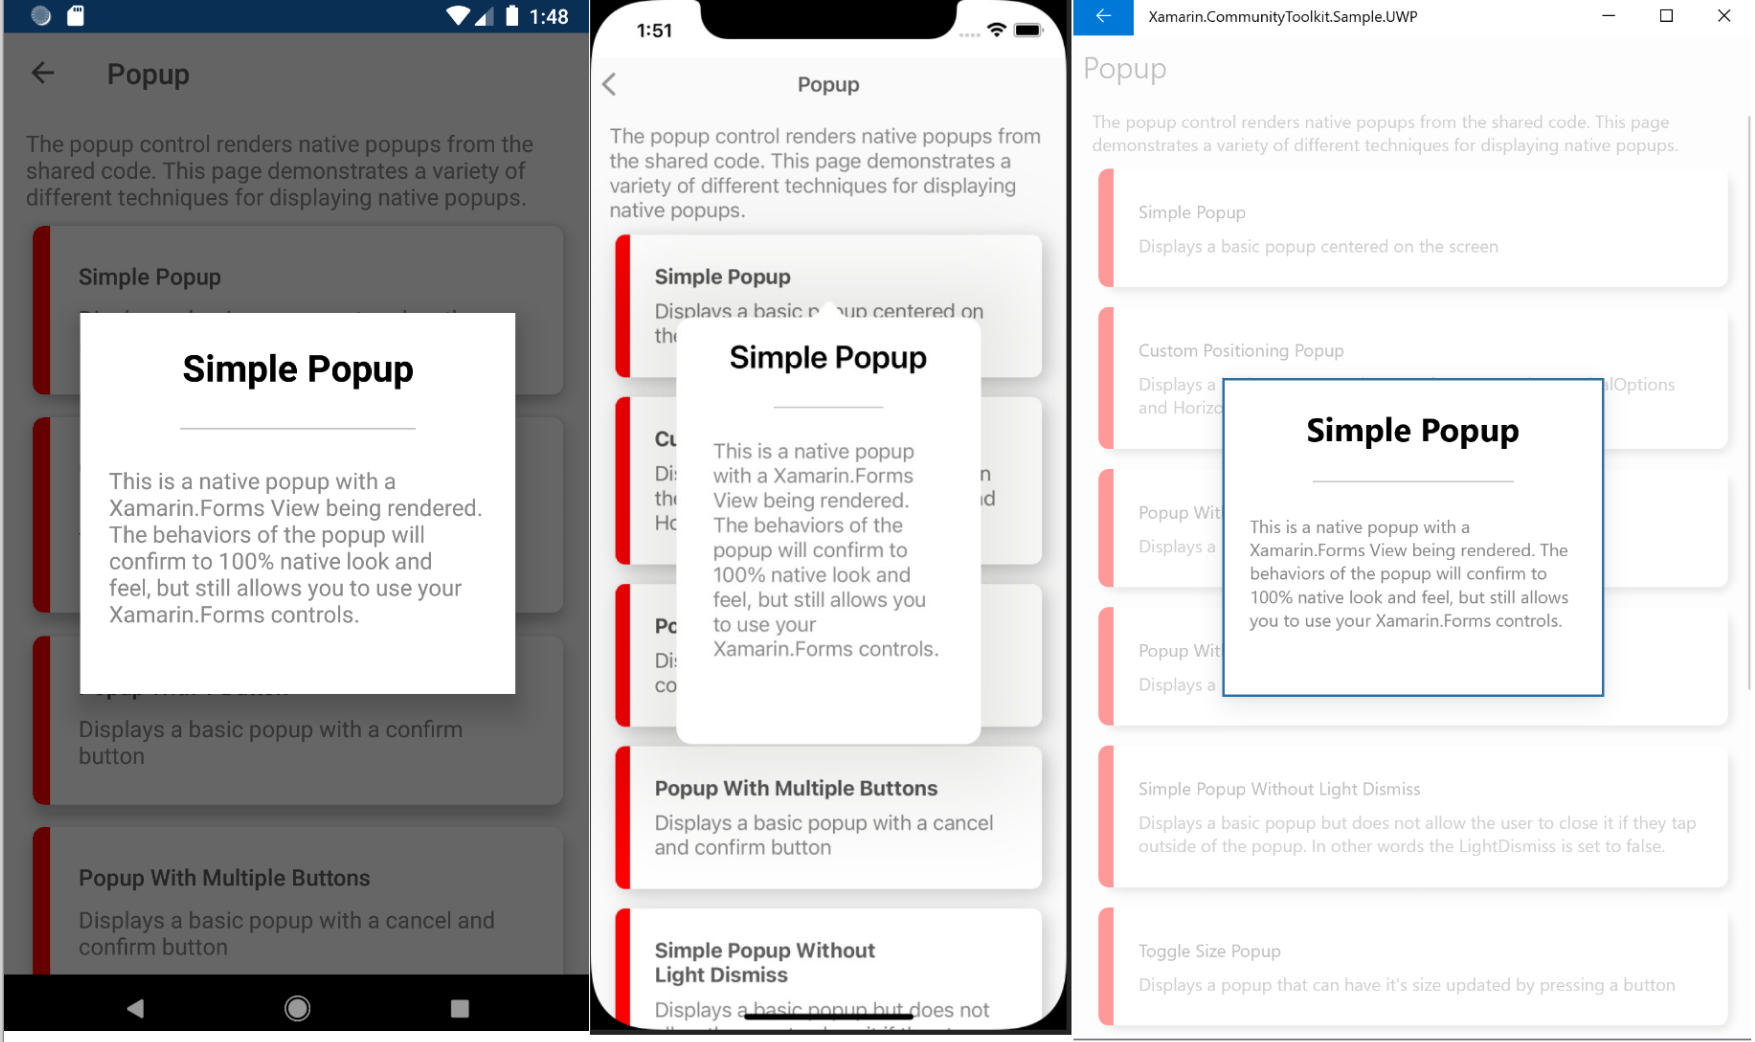 1:48
Popup
The popup control renders native popups from the
shared code. This page demonstrates a variety of
different techniques for displaying native popups.
Simple Popup
Simple Popup
This is a native popup with a
Xamarin.Forms View being rendered.
The behaviors of the popup will
confirm to 100% native look and
feel, but still allows you to use your
Xamarin.Forms controls.
Displays a basic popup with a confirm
button
Popup With Multiple Buttons
Displays a basic popup with a cancel and
confirm button
1:51
Popup
The popup control renders native popups from
the shared code. This page demonstrates a
variety of different techniques for displaying
native popups.
Simple Popup
Displays a basic popup centered on
the
Simple Popup
This is a native popup
with a Xamarin.Forms
View being rendered.
The behaviors of the
popup will confirm to
100% native look and
feel, but still allows you
to use your
Xamarin.Forms controls.
Popup With Multiple Buttons
Displays a basic popup with a cancel
and confirm button
Simple Popup Without
Light Dismiss
Displays a basic popup but does not
Xamarin.CommunityToolkit.Sample.UWP
Popup
The popup control renders native popups from the shared code. This page
demonstrates a variety of different techniques for displaying native popups.
Simple Popup
Displays a basic popup centered on the screen
Custom Positioning Popup
Displays a alOptions
and Horizo
Simple Popup
This is a native popup with a
Xamarin.Forms View being rendered. The
behaviors of the popup will confirm to
100% native look and feel, but still allows
you to use your Xamarin.Forms controls.
Popup Wit
Displays a
Popup Wit
Displays a
Simple Popup Without Light Dismiss
Displays a basic popup but does not allow the user to close it if they tap
outside of the popup. In other words the LightDismiss is set to false.
Toggle Size Popup
Displays a popup that can have it's size updated by pressing a button